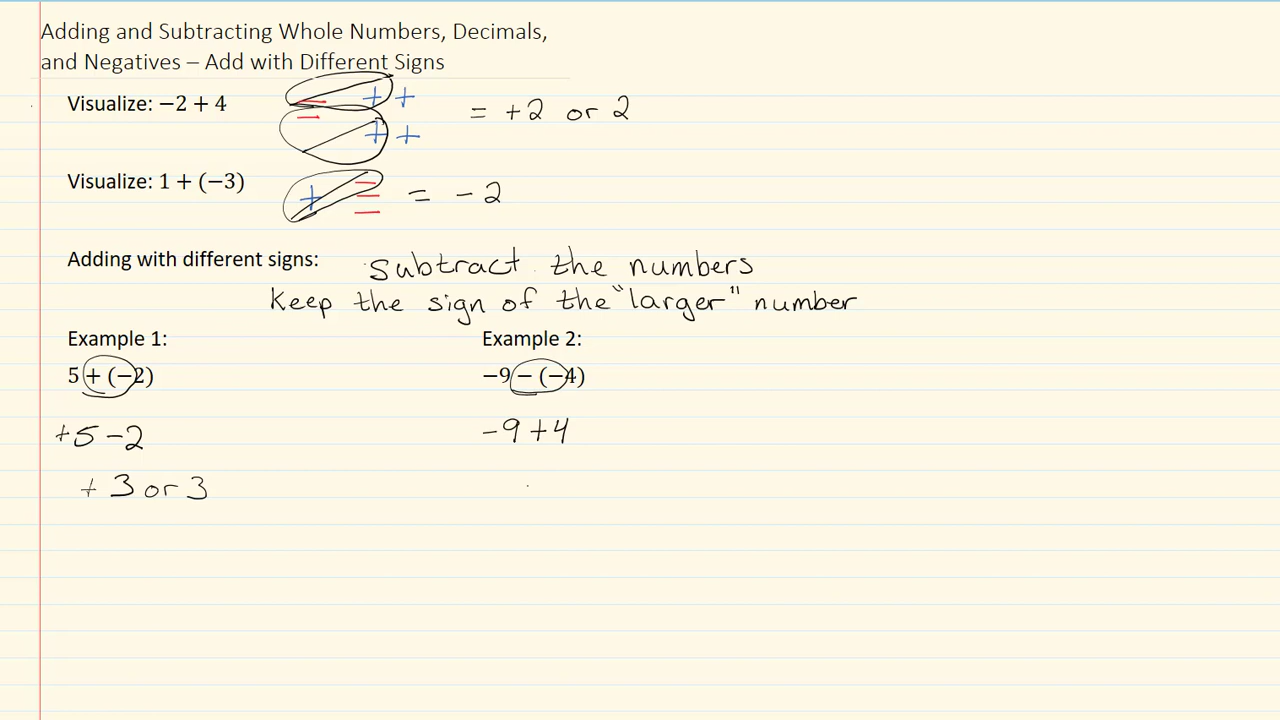 Adding and Subtracting Whole Numbers, Decimals,
and Negatives – Add with Different Signs
Visualize: −2 + 4 − − + + + + = +2 or 2
Visualize: 1 + (−3) + − − − = −2
Adding with different signs: subtract the numbers
keep the sign of the "larger" number
Example 1: Example 2:
5 + (−2) −9 − (−4)
+5 −2 −9 +4
+3 or 3